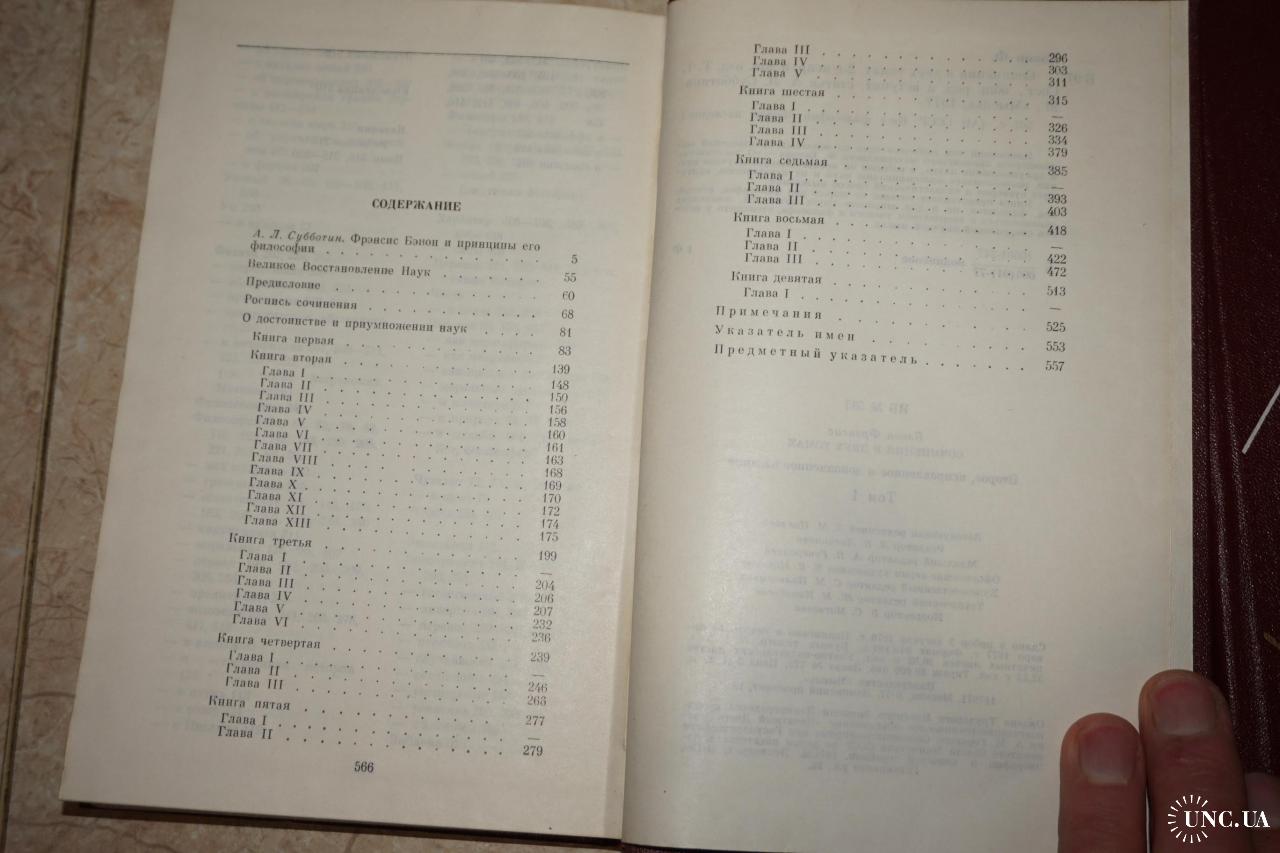 СОДЕРЖАНИЕ
А. Л. Субботин. Фрэнсис Бэкон и принципы его
философии . . . . . . . . . . 5
Великое Восстановление Наук . . . . . . 55
Предисловие . . . . . . . . . . 60
Роспись сочинения . . . . . . . . . 68
О достоинстве и приумножении наук . . . . 81
Книга первая . . . . . . . . . . 83
Книга вторая . . . . . . . . . . 139
Глава I . . . . . . . . . . 148
Глава II . . . . . . . . . . 150
Глава III . . . . . . . . . . 156
Глава IV . . . . . . . . . . 158
Глава V . . . . . . . . . . 160
Глава VI . . . . . . . . . . 161
Глава VII . . . . . . . . . . 163
Глава VIII . . . . . . . . . . 168
Глава IX . . . . . . . . . . 169
Глава X . . . . . . . . . . 170
Глава XI . . . . . . . . . . 172
Глава XII . . . . . . . . . . 174
Глава XIII . . . . . . . . . . 175
Книга третья . . . . . . . . . . 199
Глава I . . . . . . . . . . —
Глава II . . . . . . . . . . 204
Глава III . . . . . . . . . . 206
Глава IV . . . . . . . . . . 207
Глава V . . . . . . . . . . 232
Глава VI . . . . . . . . . . 236
Книга четвертая . . . . . . . . . 239
Глава I . . . . . . . . . . —
Глава II . . . . . . . . . . 246
Глава III . . . . . . . . . . 263
Книга пятая . . . . . . . . . . 277
Глава I . . . . . . . . . . —
Глава II . . . . . . . . . . 279
566
Глава III . . . . . . . . . . 296
Глава IV . . . . . . . . . . 303
Глава V . . . . . . . . . . 311
Книга шестая . . . . . . . . . . 315
Глава I . . . . . . . . . . —
Глава II . . . . . . . . . . 326
Глава III . . . . . . . . . . 334
Глава IV . . . . . . . . . . 379
Книга седьмая . . . . . . . . . . 385
Глава I . . . . . . . . . . —
Глава II . . . . . . . . . . 393
Глава III . . . . . . . . . . 403
Книга восьмая . . . . . . . . . . 418
Глава I . . . . . . . . . . —
Глава II . . . . . . . . . . 422
Глава III . . . . . . . . . . 472
Книга девятая . . . . . . . . . . 513
Глава I . . . . . . . . . . —
Примечания . . . . . . . . . . 525
Указатель имен . . . . . . . . . 553
Предметный указатель . . . . . . . 557
UNC.UA